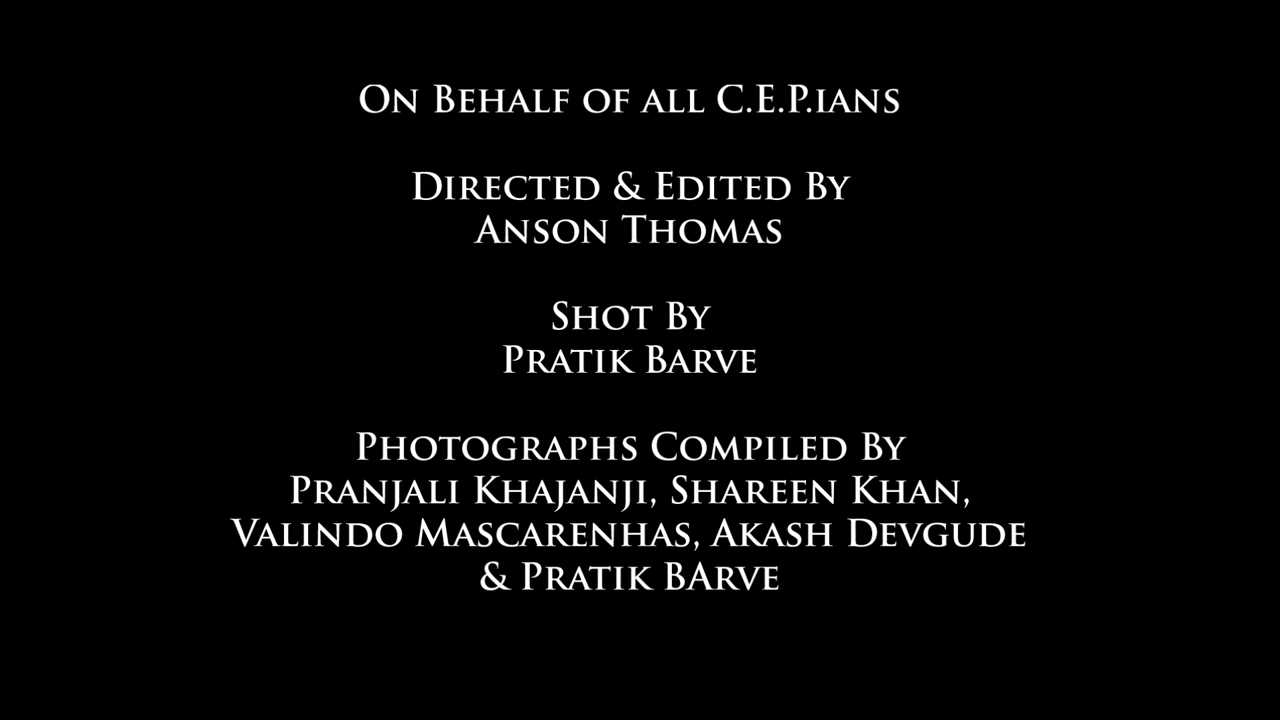 On Behalf of all C.E.P.ians
Directed & Edited By
Anson Thomas
Shot By
Pratik Barve
Photographs Compiled By
Pranjali Khajanji, Shareen Khan,
Valindo Mascarenhas, Akash Devgude
& Pratik BArve